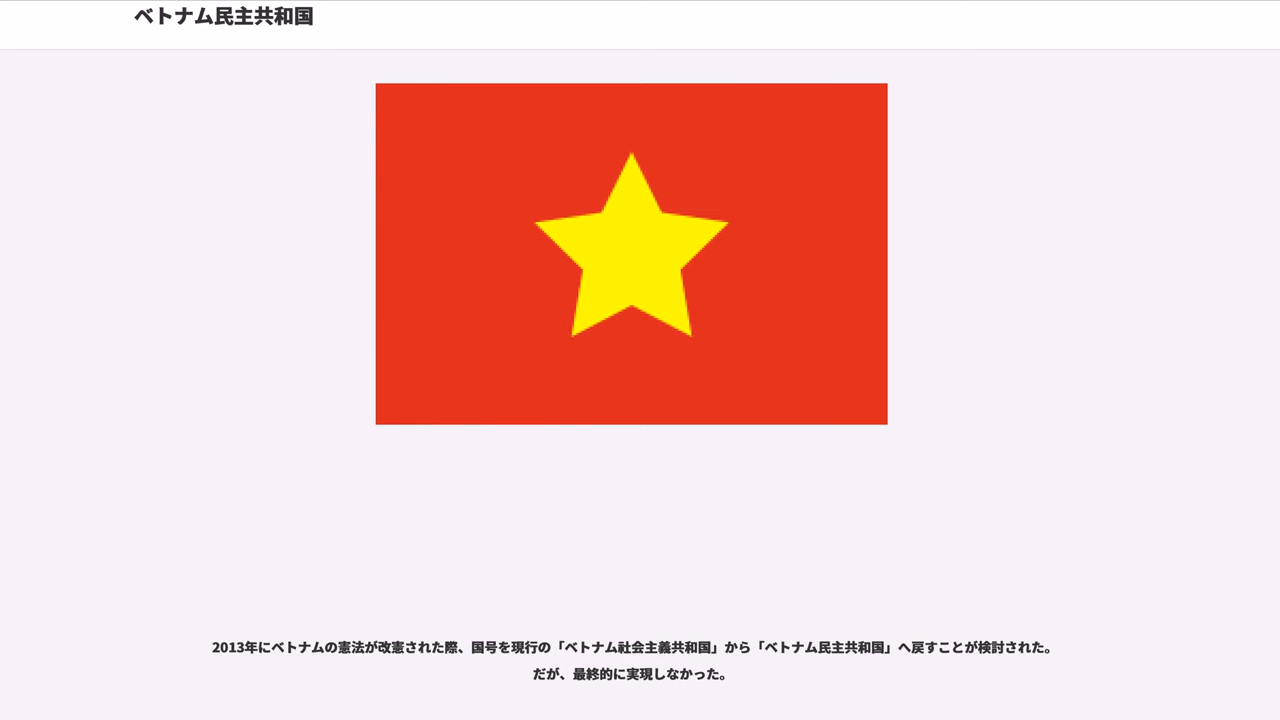 ベトナム民主共和国
2013年にベトナムの憲法が改憲された際、国号を現行の「ベトナム社会主義共和国」から「ベトナム民主共和国」へ戻すことが検討された。
だが、最終的に実現しなかった。